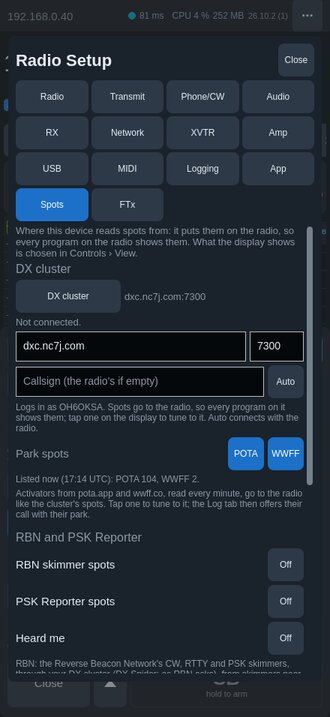 192.168.0.40
81 ms CPU 4 % 252 MB 26.10.2 (1)
Radio Setup
Close
Radio
Transmit
Phone/CW
Audio
RX
Network
XVTR
Amp
USB
MIDI
Logging
App
Spots
FTx
Where this device reads spots from: it puts them on the radio, so
every program on the radio shows them. What the display shows
is chosen in Controls › View.
DX cluster
DX cluster
dxc.nc7j.com:7300
Not connected.
dxc.nc7j.com
7300
Callsign (the radio's if empty)
Auto
Logs in as OH6OKSA. Spots go to the radio, so every program on it
shows them; tap one on the display to tune to it. Auto connects with the
radio.
Park spots
POTA
WWFF
Listed now (17:14 UTC): POTA 104, WWFF 2.
Activators from pota.app and wwff.co, read every minute, go to the radio
like the cluster's spots. Tap one to tune to it; the Log tab then offers their
call with their park.
RBN and PSK Reporter
RBN skimmer spots
Off
PSK Reporter spots
Off
Heard me
Off
RBN: the Reverse Beacon Network's CW, RTTY and PSK skimmers,
Close
hold to arm